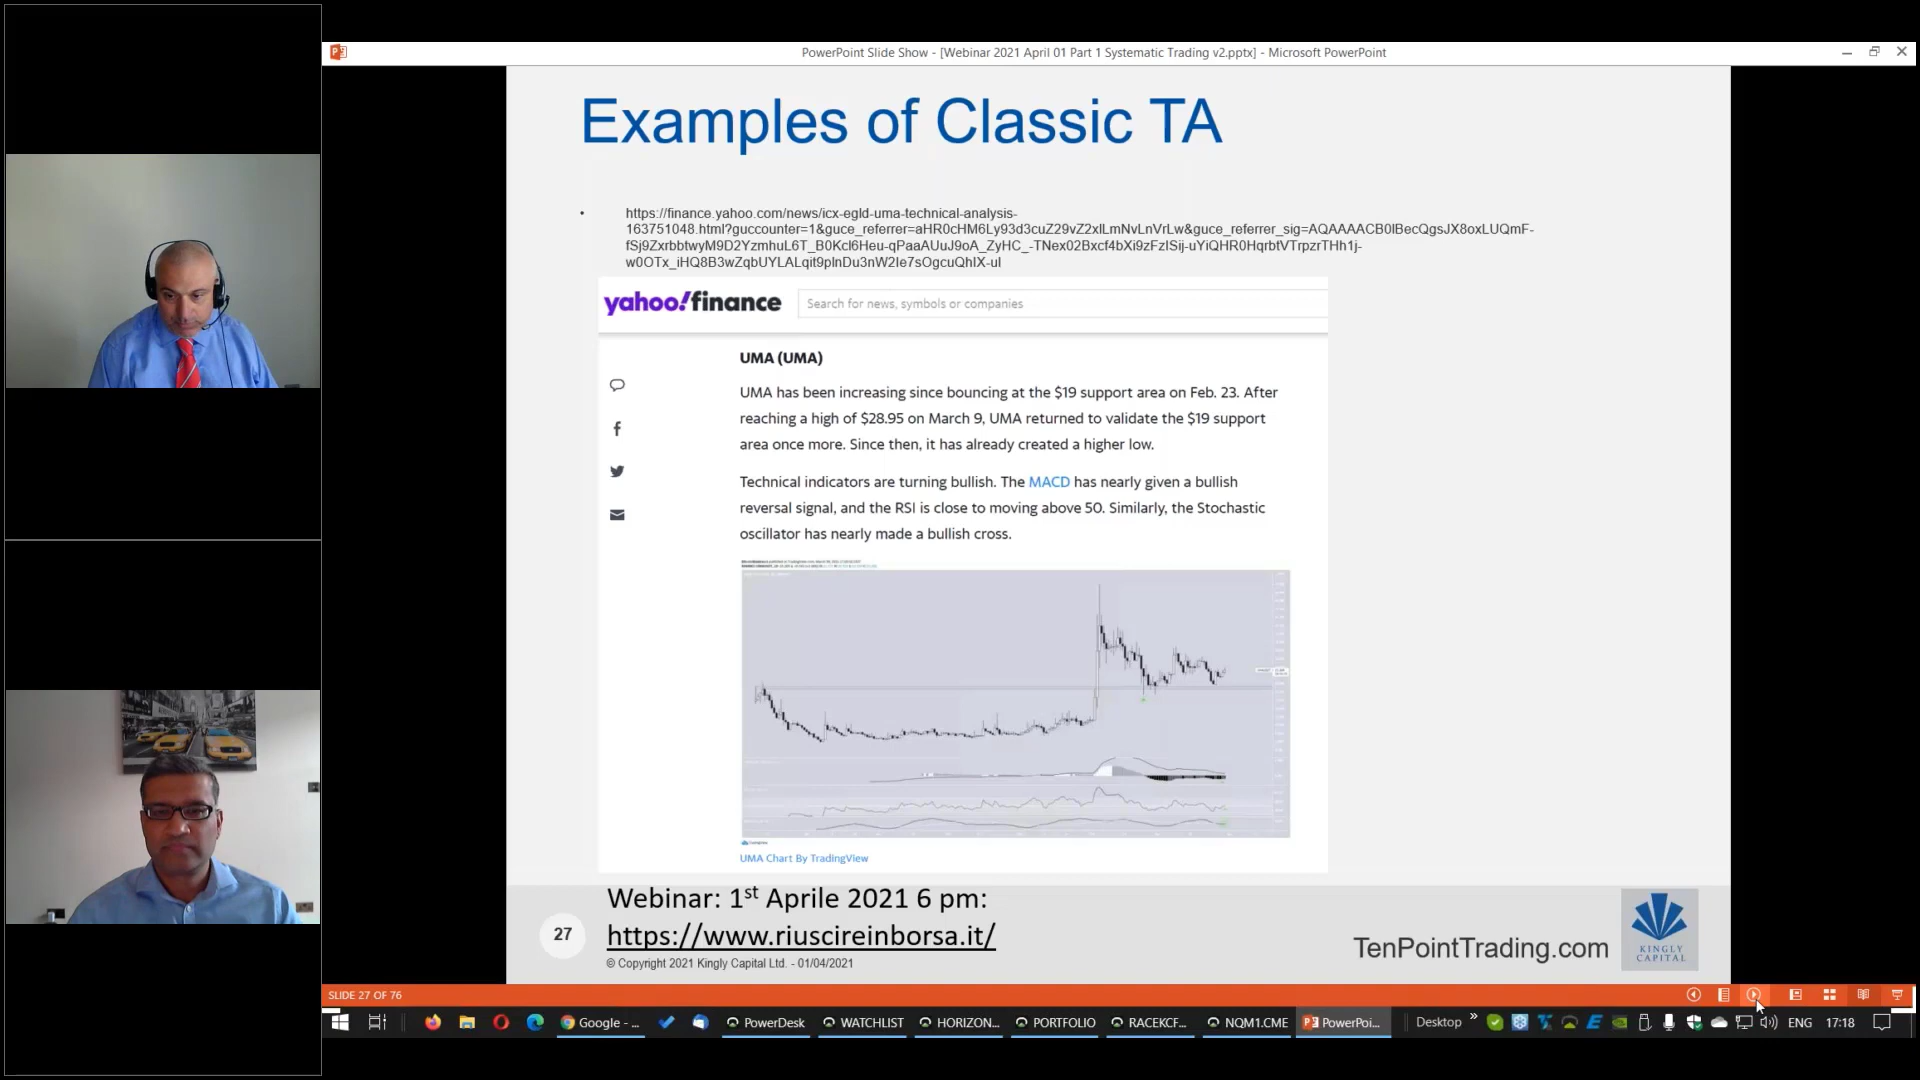 PowerPoint Slide Show - [Webinar 2021 April 01 Part 1 Systematic Trading v2.pptx] - Microsoft PowerPoint
Examples of Classic TA
• https://finance.yahoo.com/news/icx-egld-uma-technical-analysis-
163751048.html?guccounter=1&guce_referrer=aHR0cHM6Ly93d3cuZ29vZ2xlLmNvLnVrLw&guce_referrer_sig=AQAAAACB0lBecQgsJX8oxLUQmF-
fSj9ZxrbbtwyM9D2YzmhuL6T_B0Kcl6Heu-qPaaAUuJ9oA_ZyHC_-TNex02Bxcf4bXi9zFzISij-uYiQHR0HqrbtVTrpzrTHh1j-
w0OTx_iHQ8B3wZqbUYLALqit9plnDu3nW2Ie7sOgcuQhIX-uI
yahoo!finance
Search for news, symbols or companies
UMA (UMA)
UMA has been increasing since bouncing at the $19 support area on Feb. 23. After
reaching a high of $28.95 on March 9, UMA returned to validate the $19 support
area once more. Since then, it has already created a higher low.
Technical indicators are turning bullish. The MACD has nearly given a bullish
reversal signal, and the RSI is close to moving above 50. Similarly, the Stochastic
oscillator has nearly made a bullish cross.
UMA Chart By TradingView
Webinar: 1st Aprile 2021 6 pm:
https://www.riuscireinborsa.it/
27
© Copyright 2021 Kingly Capital Ltd. - 01/04/2021
TenPointTrading.com
KINGLY
CAPITAL
SLIDE 27 OF 76
Google - ... PowerDesk WATCHLIST HORIZON... PORTFOLIO RACEKCF... NQM1.CME PowerPoi... Desktop » ENG 17:18